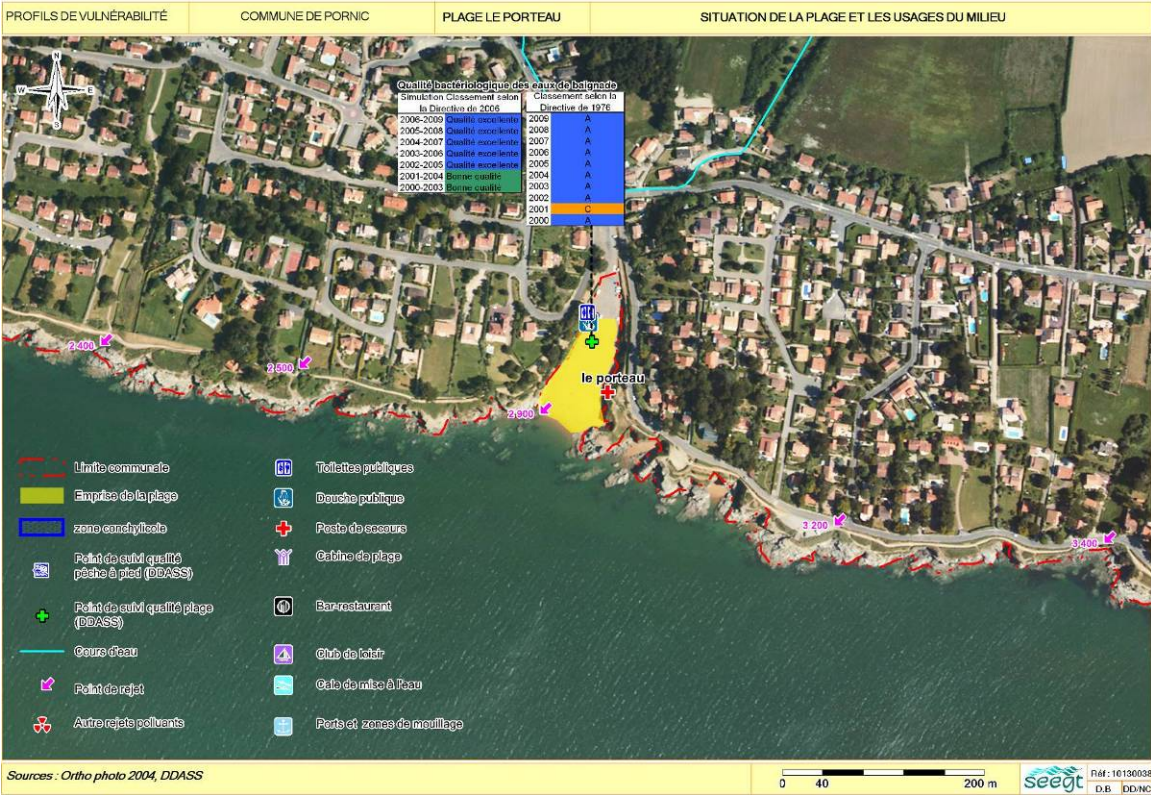 PROFILS DE VULNÉRABILITÉ
COMMUNE DE PORNIC
PLAGE LE PORTEAU
SITUATION DE LA PLAGE ET LES USAGES DU MILIEU
N
W E
S
Qualité bactériologique des eaux de baignade
Simulation Classement selon la Directive de 2006
2006-2009 Qualité excellente
2005-2008 Qualité excellente
2004-2007 Qualité excellente
2003-2006 Qualité excellente
2002-2005 Qualité excellente
2001-2004 Bonne qualité
2000-2003 Bonne qualité
Classement selon la Directive de 1976
2009 A
2008 A
2007 A
2006 A
2005 A
2004 A
2003 A
2002 A
2001 C
2000 A
2 400
2 500
2 900
le porteau
3 200
3 400
Limite communale
Emprise de la plage
zone conchylicole
Point de suivi qualité
pêche à pied (DDASS)
Point de suivi qualité plage
(DDASS)
Cours d'eau
Point de rejet
Autre rejets polluants
Toilettes publiques
Douche publique
Poste de secours
Cabine de plage
Bar-restaurant
Club de loisir
Cale de mise à l'eau
Ports et zones de mouillage
Sources : Ortho photo 2004, DDASS
0 40 200 m
seegt
Réf : 10130038
D.B DD/NC